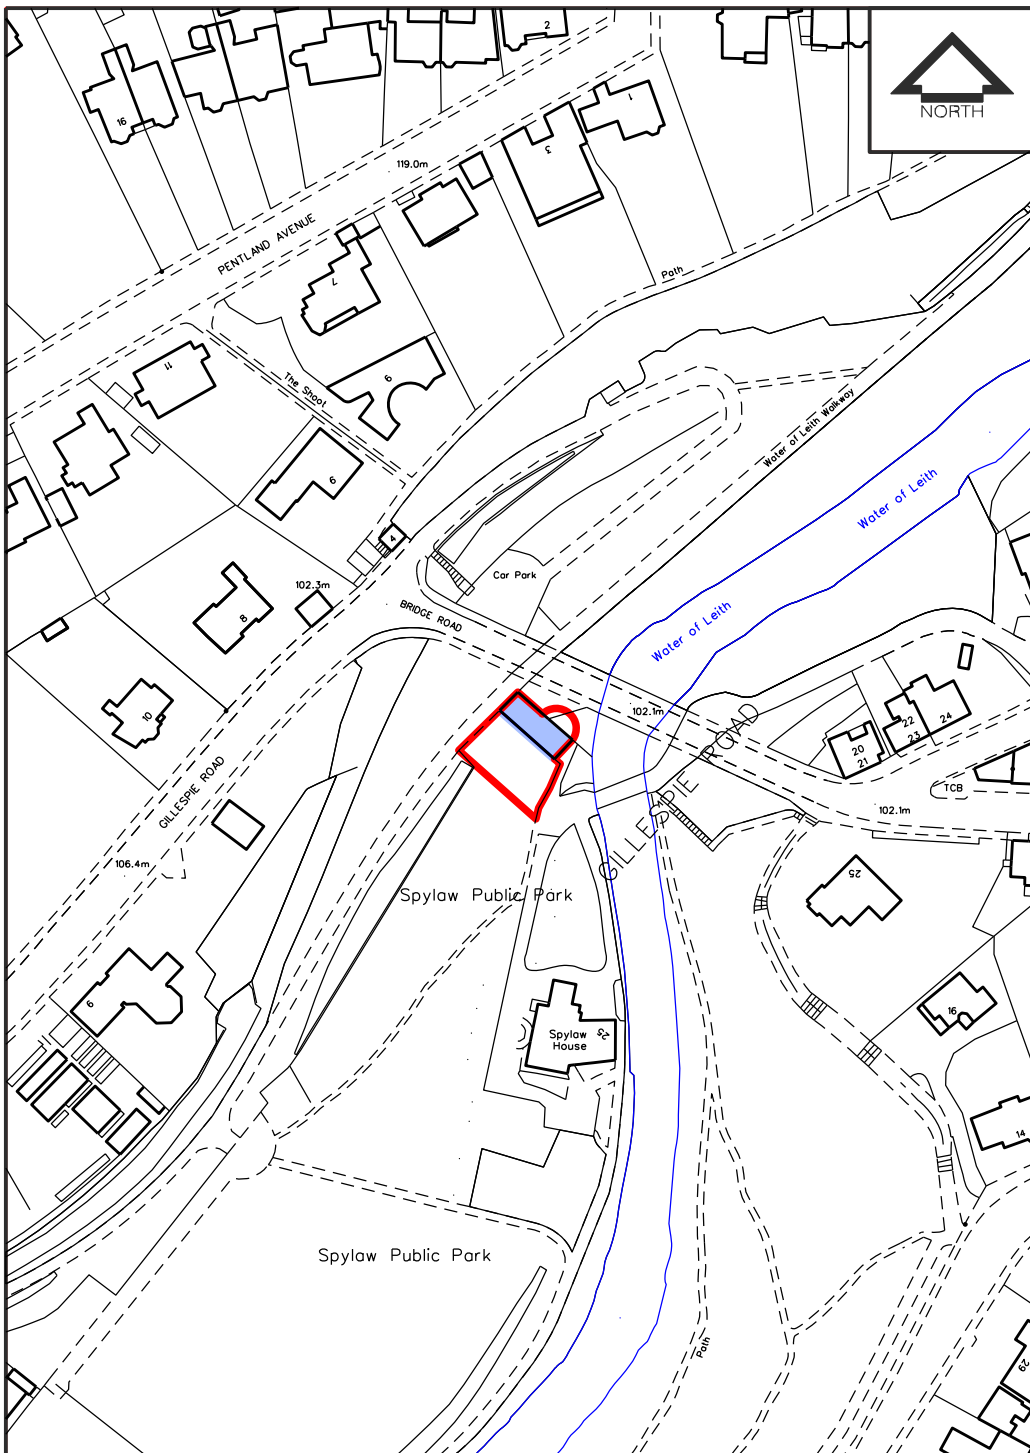 2
NORTH
16
1
3
119.0m
PENTLAND AVENUE
Path
7
11
The Shoot
9
Water of Leith Walkway
6
Water of Leith
4
Car Park
102.3m
BRIDGE ROAD
8
Water of Leith
10
102.1m
GILLESPIE ROAD
22
24
23
20
21
GILLESPIE ROAD
TCB
102.1m
106.4m
25
Spylaw Public Park
6
16
Spylaw
House
25
14
Spylaw Public Park
Path
29